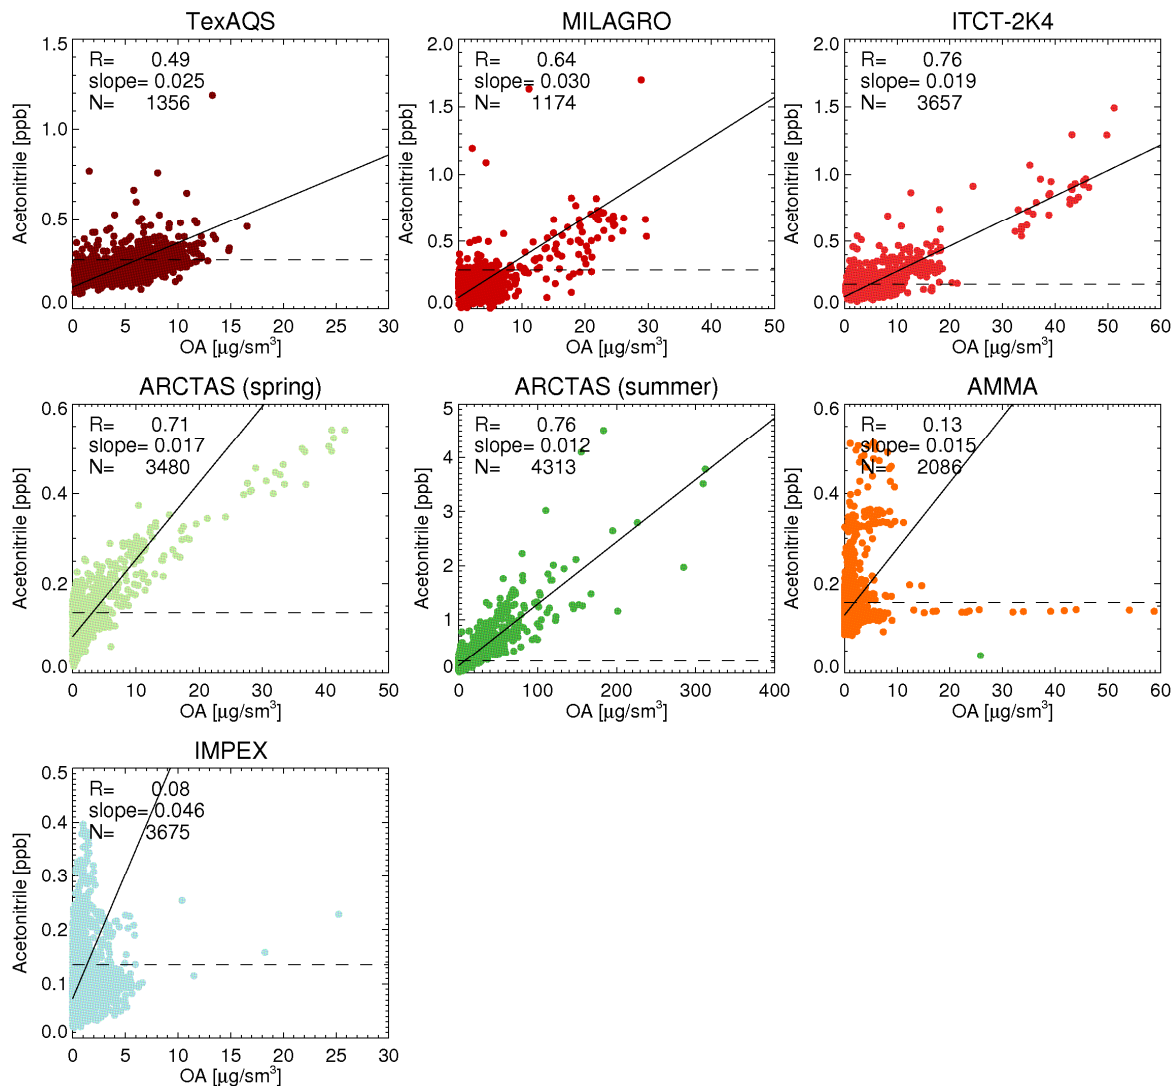 TexAQS
R= 0.49
slope= 0.025
N= 1356
1.5
1.0
0.5
0.0
Acetonitrile [ppb]
0 5 10 15 20 25 30
OA [μg/sm³]
MILAGRO
R= 0.64
slope= 0.030
N= 1174
2.0
1.5
1.0
0.5
0.0
Acetonitrile [ppb]
0 10 20 30 40 50
OA [μg/sm³]
ITCT-2K4
R= 0.76
slope= 0.019
N= 3657
2.0
1.5
1.0
0.5
0.0
Acetonitrile [ppb]
0 10 20 30 40 50 60
OA [μg/sm³]
ARCTAS (spring)
R= 0.71
slope= 0.017
N= 3480
0.6
0.4
0.2
0.0
Acetonitrile [ppb]
0 10 20 30 40 50
OA [μg/sm³]
ARCTAS (summer)
R= 0.76
slope= 0.012
N= 4313
5
4
3
2
1
0
Acetonitrile [ppb]
0 100 200 300 400
OA [μg/sm³]
AMMA
R= 0.13
slope= 0.015
N= 2086
0.6
0.4
0.2
0.0
Acetonitrile [ppb]
0 10 20 30 40 50 60
OA [μg/sm³]
IMPEX
R= 0.08
slope= 0.046
N= 3675
0.5
0.4
0.3
0.2
0.1
0.0
Acetonitrile [ppb]
0 5 10 15 20 25 30
OA [μg/sm³]